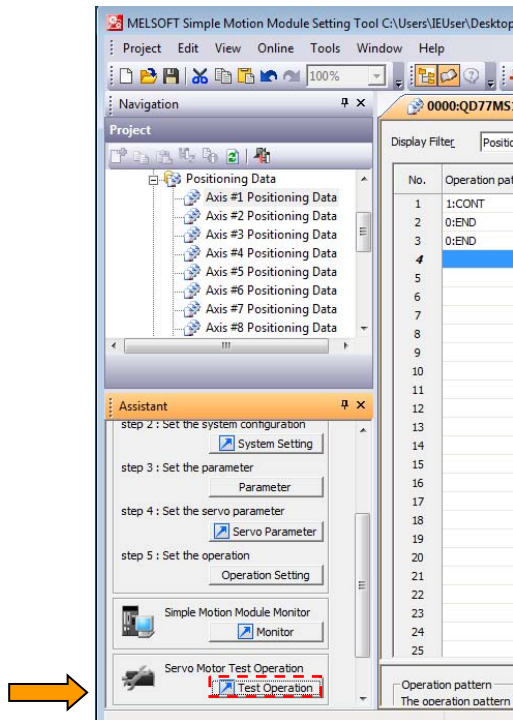 MELSOFT Simple Motion Module Setting Tool C:\Users\IEUser\Desktop
Project Edit View Online Tools Window Help
100%
Navigation
0000:QD77MS
Project
Display Filter Positio
Positioning Data
Axis #1 Positioning Data
Axis #2 Positioning Data
Axis #3 Positioning Data
Axis #4 Positioning Data
Axis #5 Positioning Data
Axis #6 Positioning Data
Axis #7 Positioning Data
Axis #8 Positioning Data
No. Operation pat
1 1:CONT
2 0:END
3 0:END
4
5
6
7
8
9
10
11
12
13
14
15
16
17
18
19
20
21
22
23
24
25
Assistant
step 2 : Set the system configuration
System Setting
step 3 : Set the parameter
Parameter
step 4 : Set the servo parameter
Servo Parameter
step 5 : Set the operation
Operation Setting
Simple Motion Module Monitor
Monitor
Servo Motor Test Operation
Test Operation
Operation pattern
The operation pattern